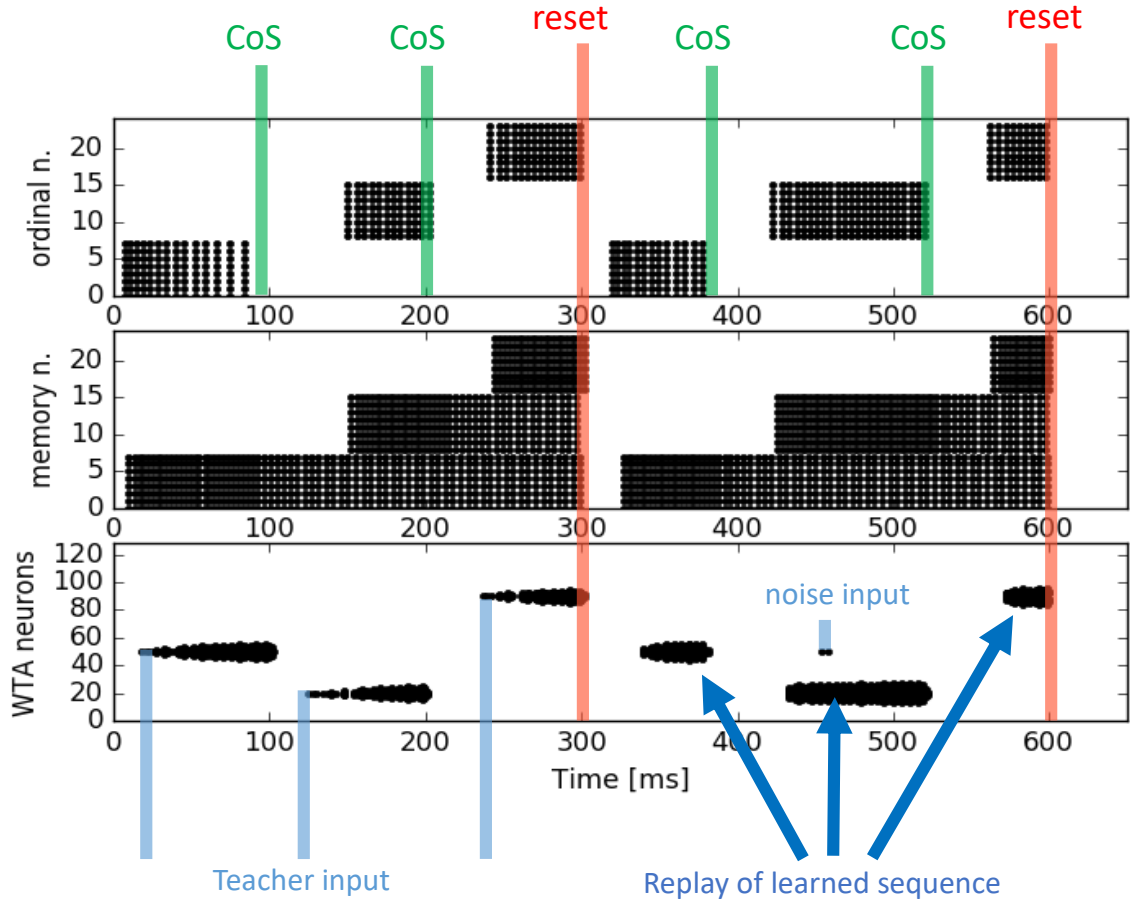 CoS CoS reset CoS CoS reset
ordinal n.
20
15
10
5
0
0 100 200 300 400 500 600
memory n.
20
15
10
5
0
0 100 200 300 400 500 600
WTA neurons
120
100
80
60
40
20
0
noise input
0 100 200 300 400 500 600
Time [ms]
Teacher input
Replay of learned sequence